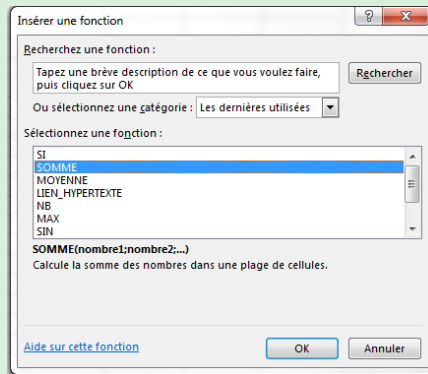 Insérer une fonction
Recherchez une fonction :
Tapez une brève description de ce que vous voulez faire,
puis cliquez sur OK
Rechercher
Ou sélectionnez une catégorie : Les dernières utilisées
Sélectionnez une fonction :
SI
SOMME
MOYENNE
LIEN_HYPERTEXTE
NB
MAX
SIN
SOMME(nombre1;nombre2;...)
Calcule la somme des nombres dans une plage de cellules.
Aide sur cette fonction
OK
Annuler